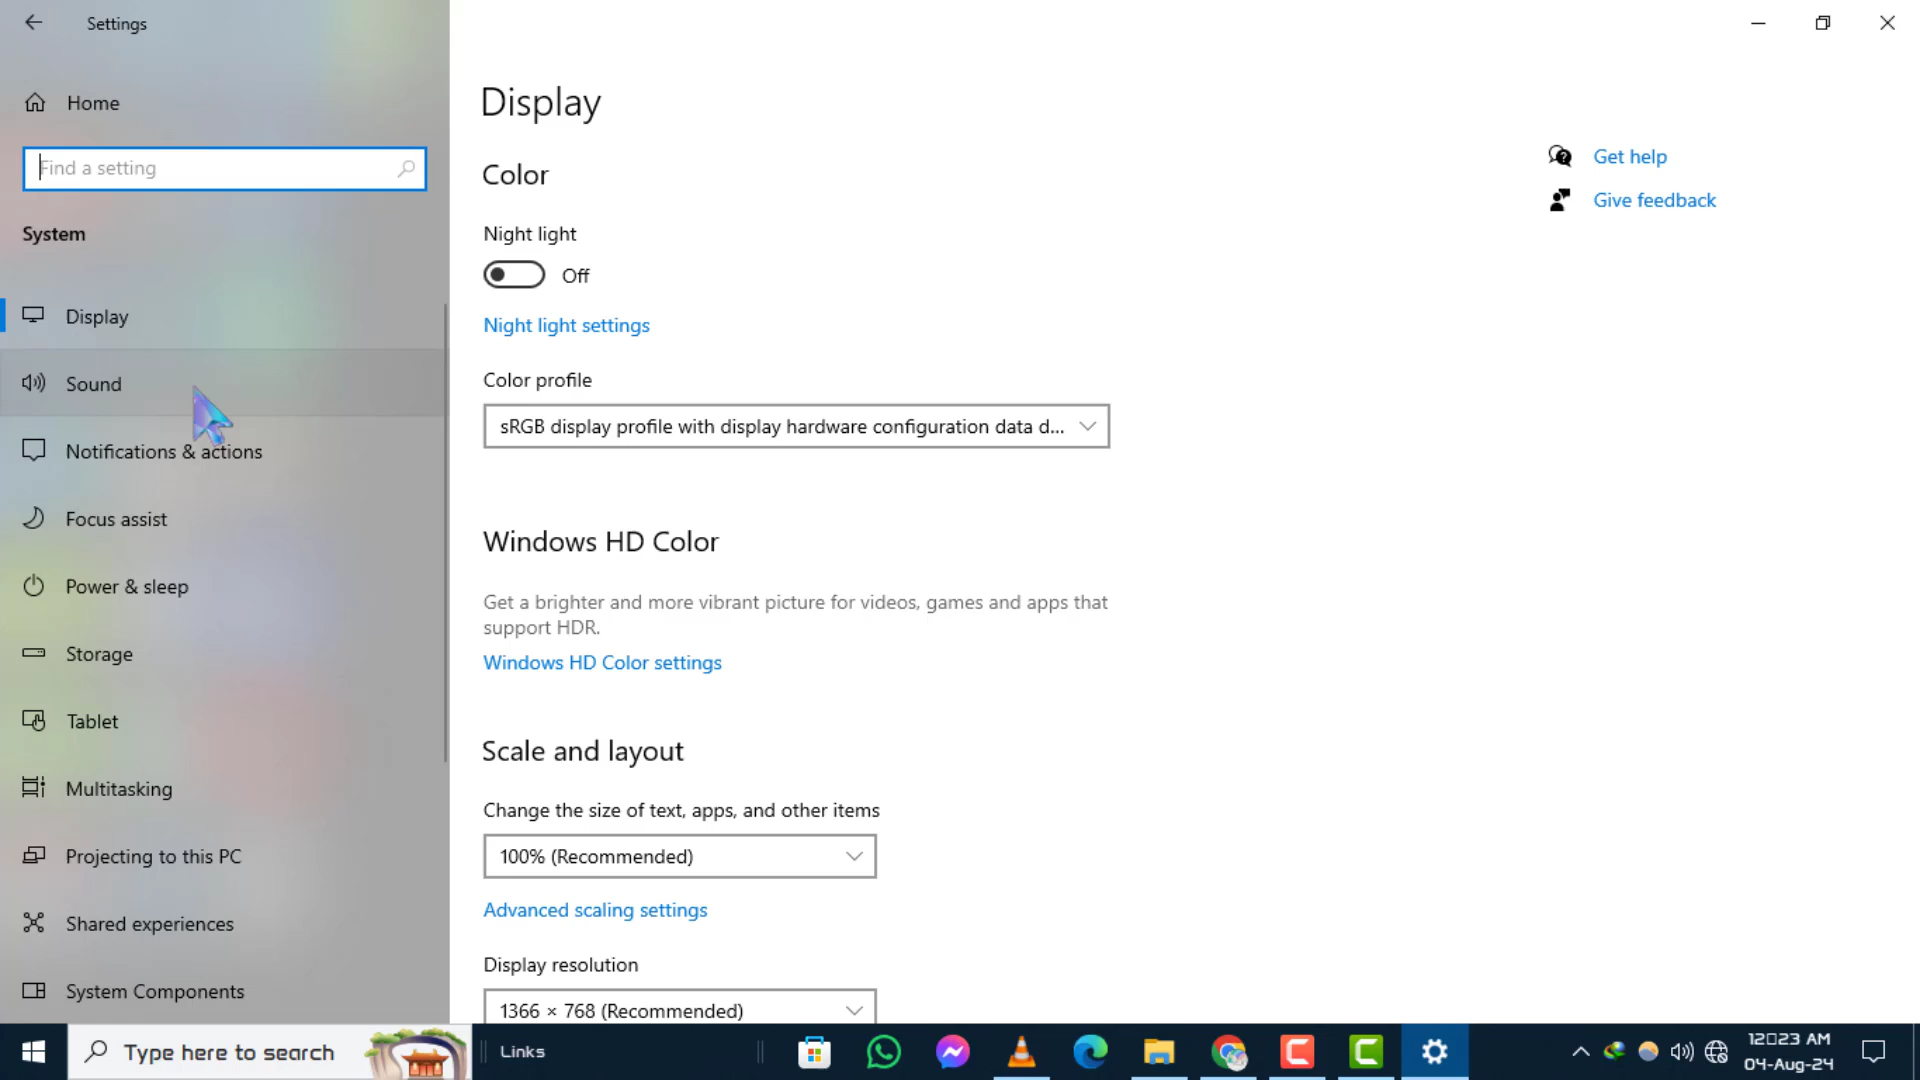 Settings
Home
Find a setting
System
Display
Sound
Notifications & actions
Focus assist
Power & sleep
Storage
Tablet
Multitasking
Projecting to this PC
Shared experiences
System Components
Display
Color
Night light
Off
Night light settings
Color profile
sRGB display profile with display hardware configuration data d...
Windows HD Color
Get a brighter and more vibrant picture for videos, games and apps that
support HDR.
Windows HD Color settings
Scale and layout
Change the size of text, apps, and other items
100% (Recommended)
Advanced scaling settings
Display resolution
1366 × 768 (Recommended)
Get help
Give feedback
Type here to search
Links
12▯23 AM
04-Aug-24